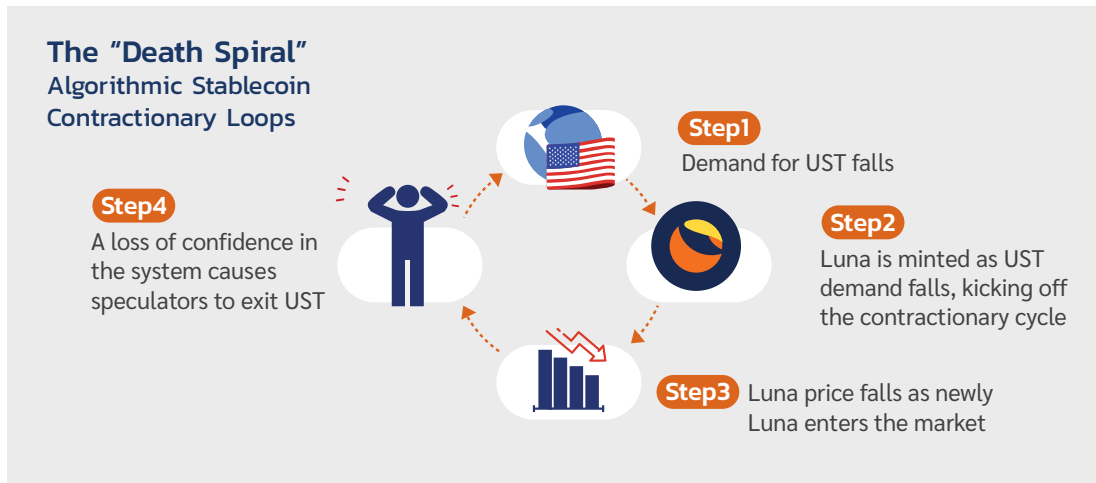 The “Death Spiral”
Algorithmic Stablecoin
Contractionary Loops
Step1
Demand for UST falls
Step2
Luna is minted as UST
demand falls, kicking off
the contractionary cycle
Step3
Luna price falls as newly
Luna enters the market
Step4
A loss of confidence in
the system causes
speculators to exit UST